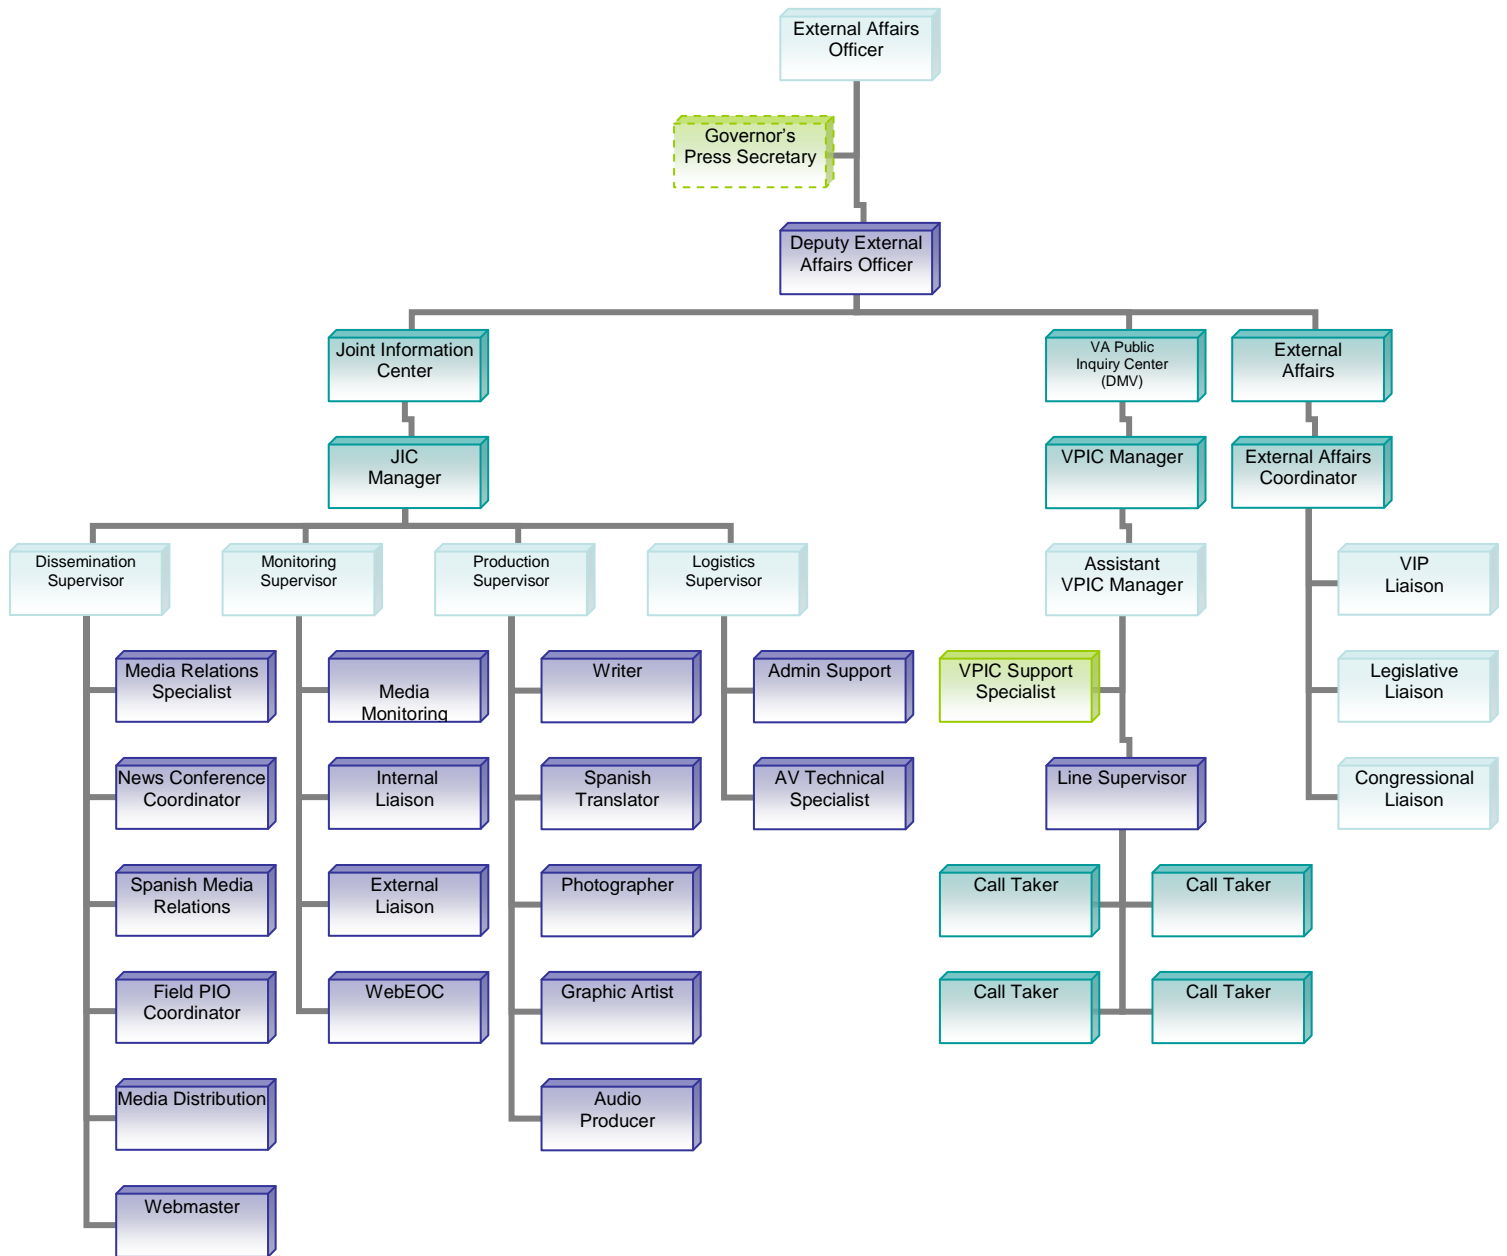 External Affairs
Officer
Governor's
Press Secretary
Deputy External
Affairs Officer
Joint Information
Center
VA Public
Inquiry Center
(DMV)
External
Affairs
JIC
Manager
VPIC Manager
External Affairs
Coordinator
Dissemination
Supervisor
Monitoring
Supervisor
Production
Supervisor
Logistics
Supervisor
Assistant
VPIC Manager
VIP
Liaison
Media Relations
Specialist
Media
Monitoring
Writer
Admin Support
VPIC Support
Specialist
Legislative
Liaison
News Conference
Coordinator
Internal
Liaison
Spanish
Translator
AV Technical
Specialist
Line Supervisor
Congressional
Liaison
Spanish Media
Relations
External
Liaison
Photographer
Call Taker
Call Taker
Field PIO
Coordinator
WebEOC
Graphic Artist
Call Taker
Call Taker
Media Distribution
Audio
Producer
Webmaster